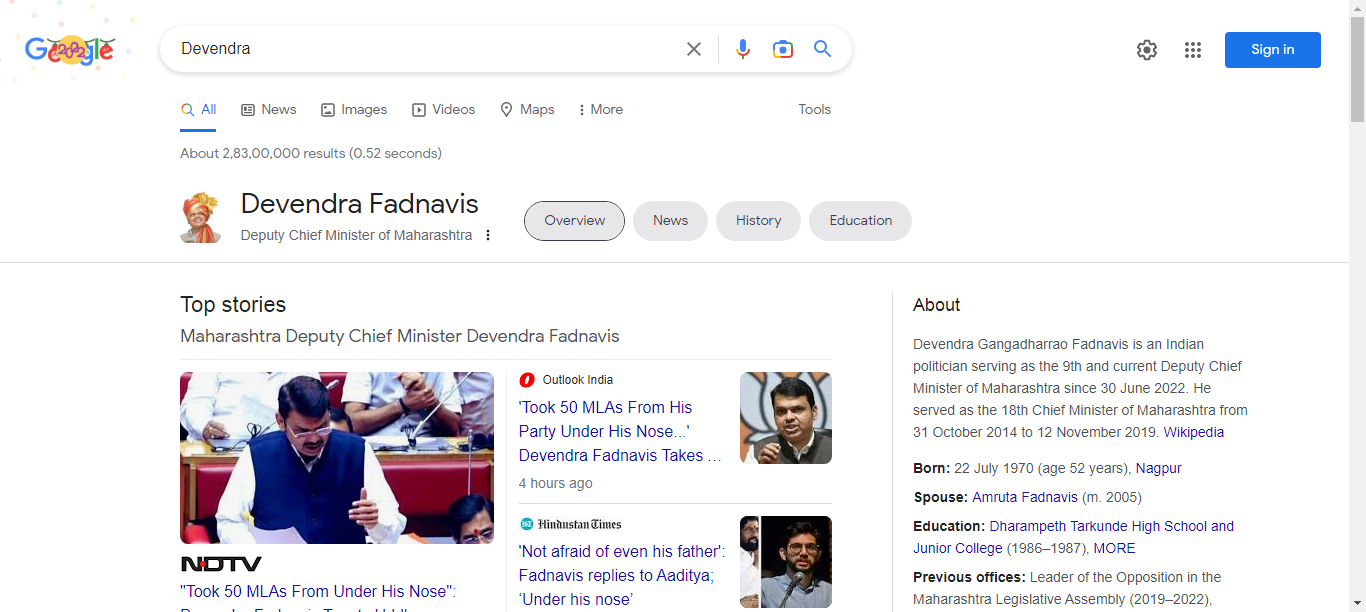 Google
Devendra
Sign in
All
News
Images
Videos
Maps
More
Tools
About 2,83,00,000 results (0.52 seconds)
Devendra Fadnavis
Deputy Chief Minister of Maharashtra
Overview
News
History
Education
Top stories
Maharashtra Deputy Chief Minister Devendra Fadnavis
NDTV
"Took 50 MLAs From Under His Nose":
Outlook India
'Took 50 MLAs From His
Party Under His Nose...'
Devendra Fadnavis Takes ...
4 hours ago
HT Hindustan Times
'Not afraid of even his father':
Fadnavis replies to Aaditya;
‘Under his nose’
About
Devendra Gangadharrao Fadnavis is an Indian
politician serving as the 9th and current Deputy Chief
Minister of Maharashtra since 30 June 2022. He
served as the 18th Chief Minister of Maharashtra from
31 October 2014 to 12 November 2019. Wikipedia
Born: 22 July 1970 (age 52 years), Nagpur
Spouse: Amruta Fadnavis (m. 2005)
Education: Dharampeth Tarkunde High School and
Junior College (1986–1987), MORE
Previous offices: Leader of the Opposition in the
Maharashtra Legislative Assembly (2019–2022),